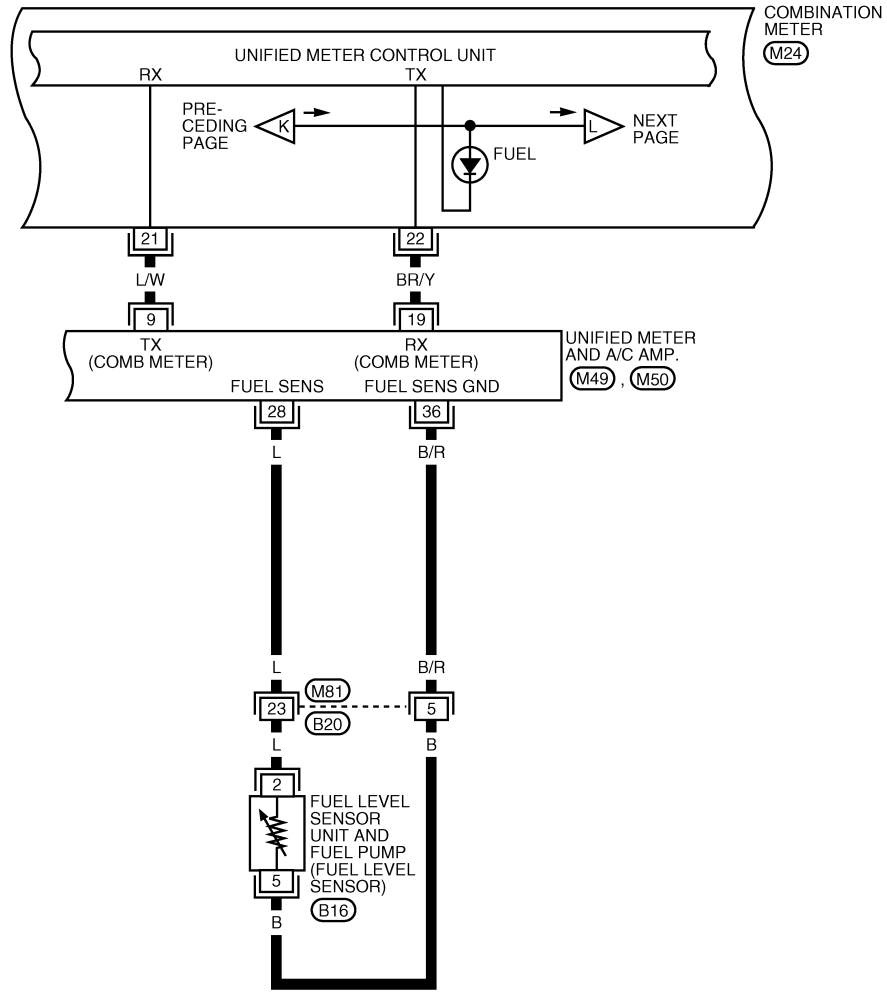 COMBINATION
METER
M24
UNIFIED METER CONTROL UNIT
RX
TX
PRE-
CEDING
PAGE
K
L
NEXT
PAGE
FUEL
21
22
L/W
BR/Y
9
19
TX
(COMB METER)
RX
(COMB METER)
UNIFIED METER
AND A/C AMP.
M49 , M50
FUEL SENS
FUEL SENS GND
28
36
L
B/R
L
B/R
M81
23
5
B20
L
B
2
FUEL LEVEL
SENSOR
UNIT AND
FUEL PUMP
(FUEL LEVEL
SENSOR)
5
B16
B